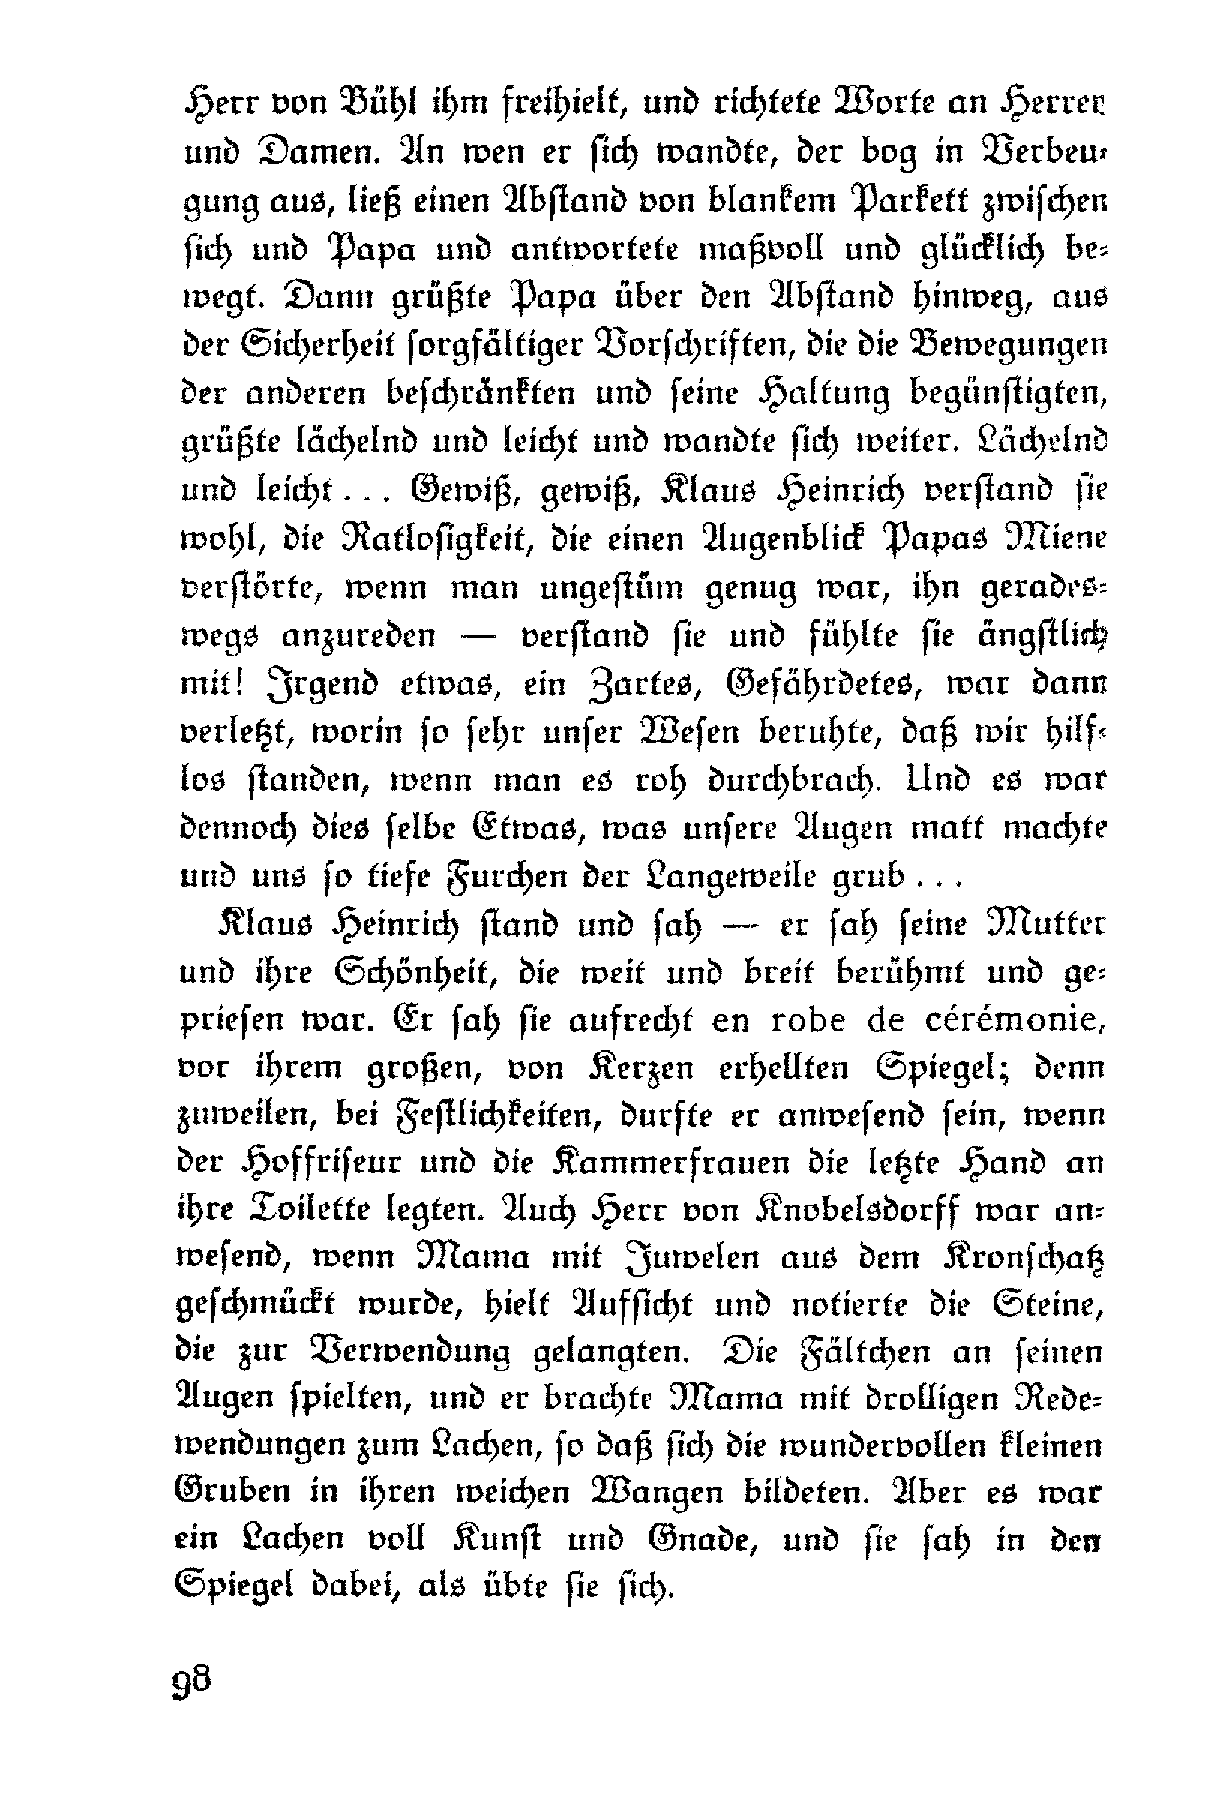 Herr von Bühl ihm freihielt, und richtete Worte an Herren
und Damen. An wen er sich wandte, der bog in Verbeu-
gung aus, ließ einen Abstand von blankem Parkett zwischen
sich und Papa und antwortete maßvoll und glücklich be-
wegt. Dann grüßte Papa über den Abstand hinweg, aus
der Sicherheit sorgfältiger Vorschriften, die die Bewegungen
der anderen beschränkten und seine Haltung begünstigten,
grüßte lächelnd und leicht und wandte sich weiter. Lächelnd
und leicht... Gewiß, gewiß, Klaus Heinrich verstand sie
wohl, die Ratlosigkeit, die einen Augenblick Papas Miene
verstörte, wenn man ungestüm genug war, ihn gerades-
wegs anzureden — verstand sie und fühlte sie ängstlich
mit! Irgend etwas, ein Zartes, Gefährdetes, war dann
verletzt, worin so sehr unser Wesen beruhte, daß wir hilf-
los standen, wenn man es roh durchbrach. Und es war
dennoch dies selbe Etwas, was unsere Augen matt machte
und uns so tiefe Furchen der Langeweile grub...
Klaus Heinrich stand und sah — er sah seine Mutter
und ihre Schönheit, die weit und breit berühmt und ge-
priesen war. Er sah sie aufrecht en robe de cérémonie,
vor ihrem großen, von Kerzen erhellten Spiegel; denn
zuweilen, bei Festlichkeiten, durfte er anwesend sein, wenn
der Hoffriseur und die Kammerfrauen die letzte Hand an
ihre Toilette legten. Auch Herr von Knobelsdorff war an-
wesend, wenn Mama mit Juwelen aus dem Kronschatz
geschmückt wurde, hielt Aufsicht und notierte die Steine,
die zur Verwendung gelangten. Die Fältchen an seinen
Augen spielten, und er brachte Mama mit drolligen Rede-
wendungen zum Lachen, so daß sich die wundervollen kleinen
Gruben in ihren weichen Wangen bildeten. Aber es war
ein Lachen voll Kunst und Gnade, und sie sah in den
Spiegel dabei, als übte sie sich.
98